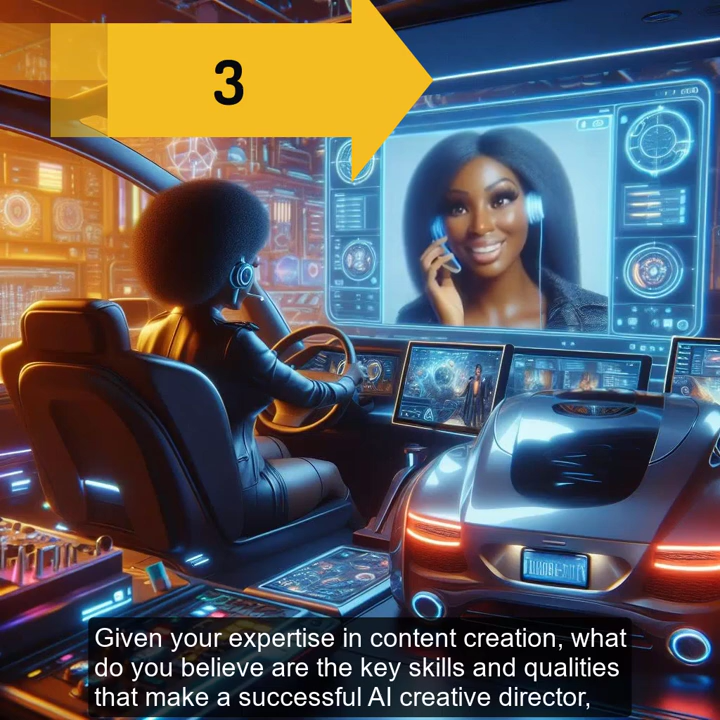 3
Given your expertise in content creation, what
do you believe are the key skills and qualities
that make a successful AI creative director,